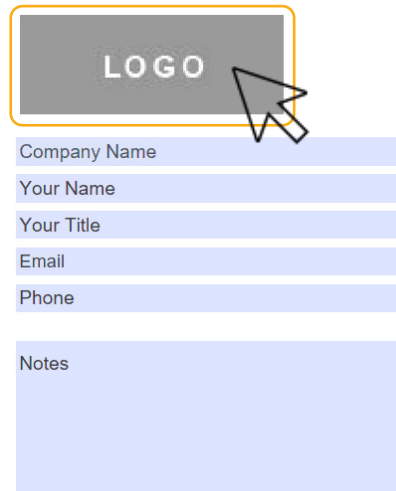 LOGO
Company Name
Your Name
Your Title
Email
Phone
Notes